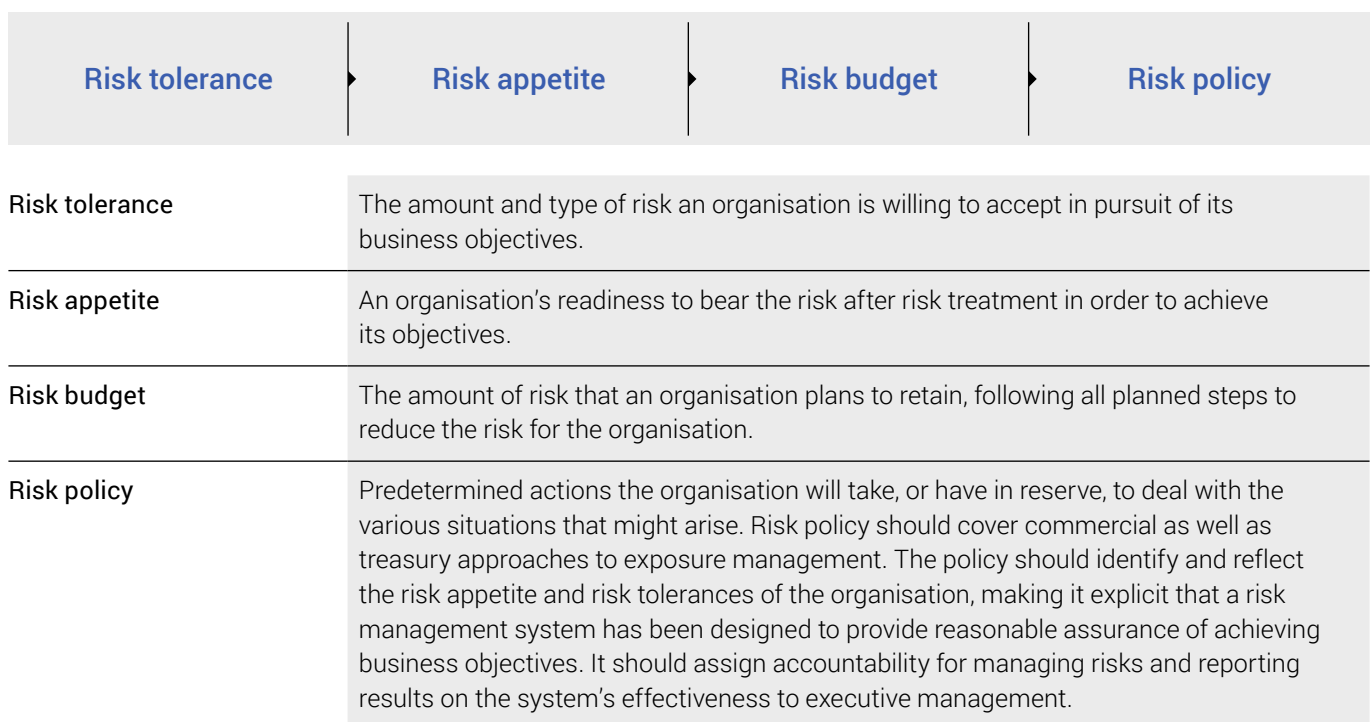 Risk tolerance
Risk appetite
Risk budget
Risk policy
Risk tolerance
The amount and type of risk an organisation is willing to accept in pursuit of its
business objectives.
Risk appetite
An organisation's readiness to bear the risk after risk treatment in order to achieve
its objectives.
Risk budget
The amount of risk that an organisation plans to retain, following all planned steps to
reduce the risk for the organisation.
Risk policy
Predetermined actions the organisation will take, or have in reserve, to deal with the
various situations that might arise. Risk policy should cover commercial as well as
treasury approaches to exposure management. The policy should identify and reflect
the risk appetite and risk tolerances of the organisation, making it explicit that a risk
management system has been designed to provide reasonable assurance of achieving
business objectives. It should assign accountability for managing risks and reporting
results on the system's effectiveness to executive management.